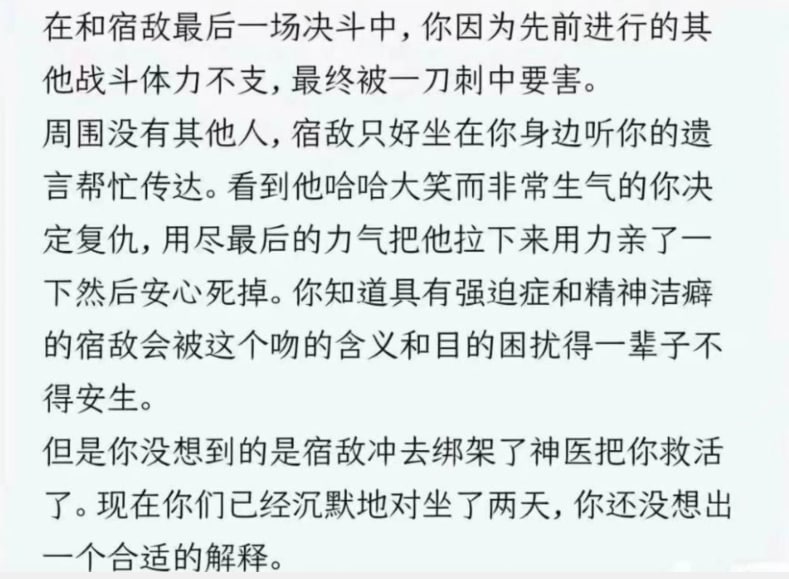 在和宿敌最后一场决斗中，你因为先前进行的其
他战斗体力不支，最终被一刀刺中要害。
周围没有其他人，宿敌只好坐在你身边听你的遗
言帮忙传达。看到他哈哈大笑而非常生气的你决
定复仇，用尽最后的力气把他拉下来用力亲了一
下然后安心死掉。你知道具有强迫症和精神洁癖
的宿敌会被这个吻的含义和目的困扰得一辈子不
得安生。
但是你没想到的是宿敌冲去绑架了神医把你救活
了。现在你们已经沉默地对坐了两天，你还没想出
一个合适的解释。